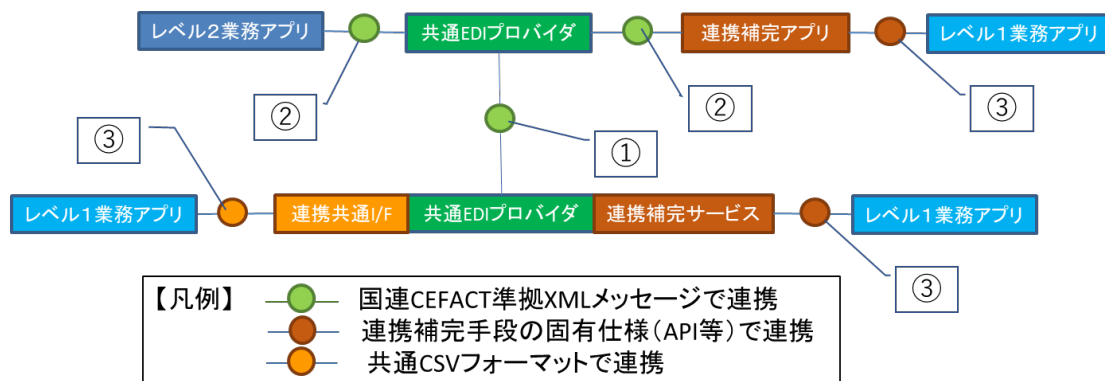 レベル2業務アプリ
共通EDIプロバイダ
連携補完アプリ
レベル1業務アプリ
②
②
③
③
①
レベル1業務アプリ
連携共通I/F
共通EDIプロバイダ
連携補完サービス
レベル1業務アプリ
③
【凡例】
国連CEFACT準拠XMLメッセージで連携
連携補完手段の固有仕様(API等)で連携
共通CSVフォーマットで連携